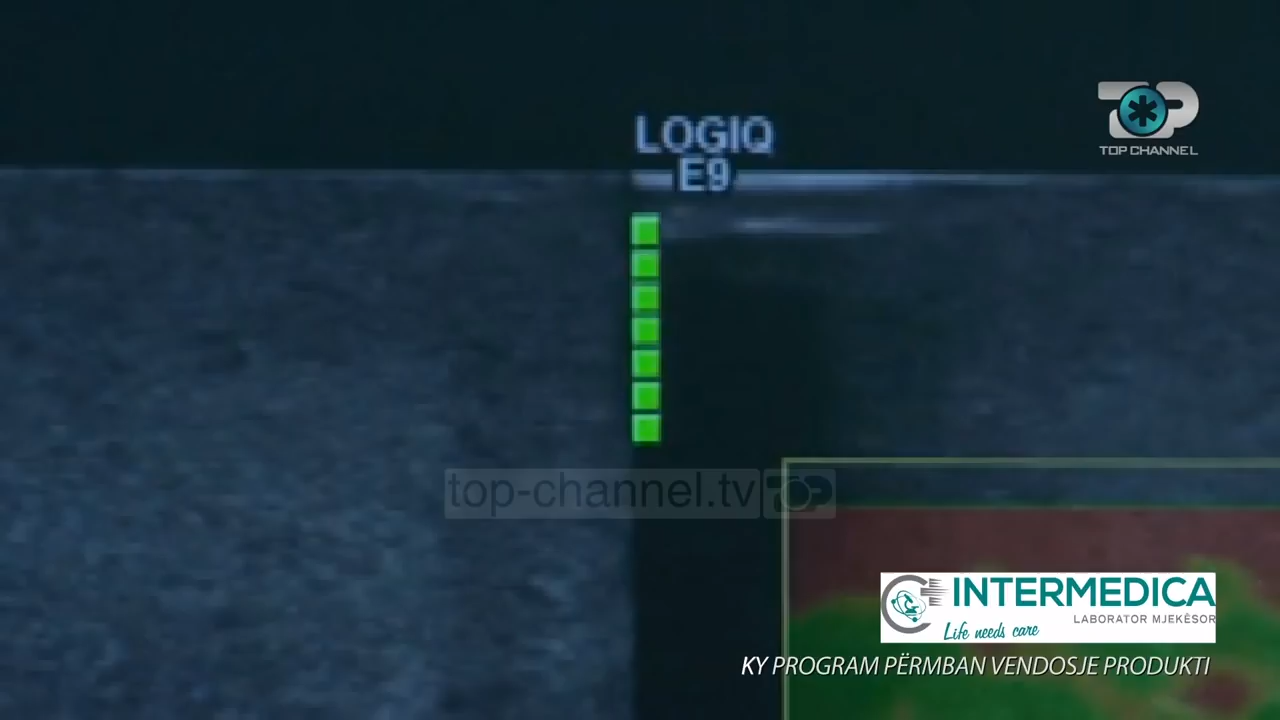 LOGIQ
E9
TOP CHANNEL
top-channel.tv
INTERMEDICA
LABORATOR MJEKËSOR
Life needs care
KY PROGRAM PËRMBAN VENDOSJE PRODUKTI